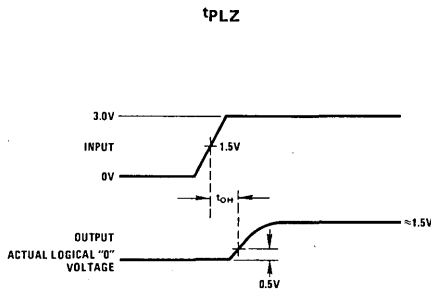 tPLZ
3.0V
INPUT
1.5V
0V
tOH
OUTPUT
≈1.5V
ACTUAL LOGICAL "0"
VOLTAGE
0.5V